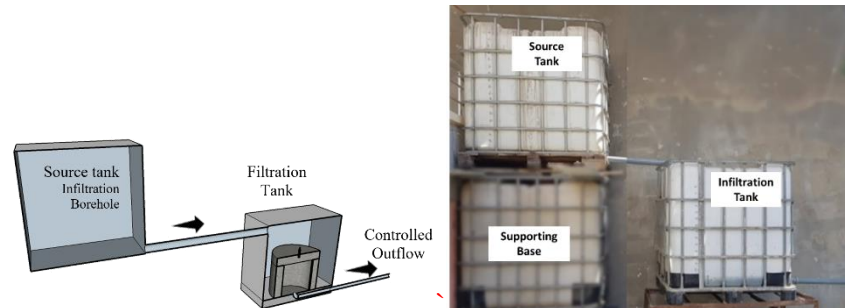 Source tank
Infiltration
Borehole
Filtration
Tank
Controlled
Outflow
Source
Tank
Infiltration
Tank
Supporting
Base